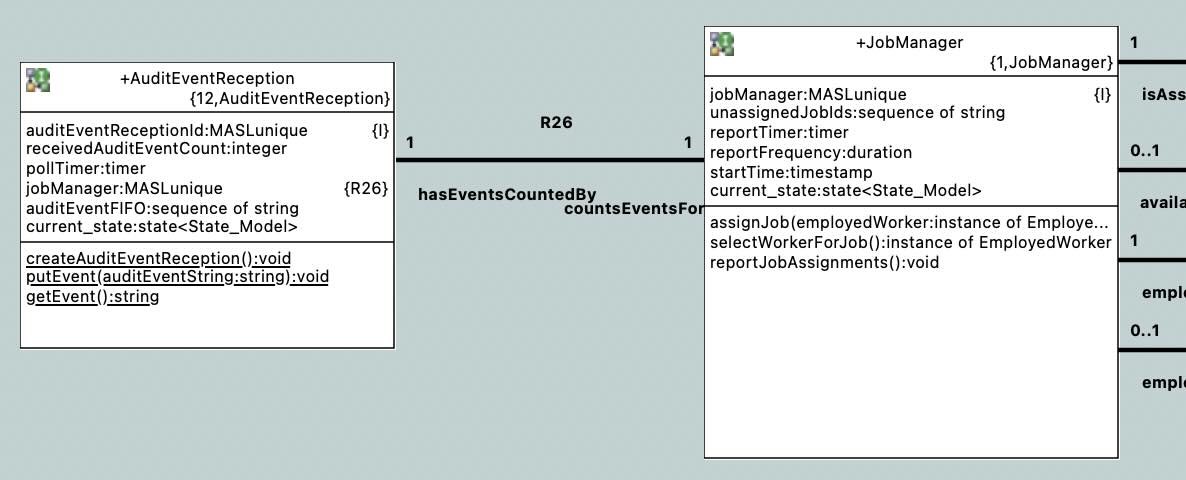 +AuditEventReception
{12,AuditEventReception}
auditEventReceptionId:MASLunique {I}
receivedAuditEventCount:integer
pollTimer:timer
jobManager:MASLunique {R26}
auditEventFIFO:sequence of string
current_state:state<State_Model>
createAuditEventReception():void
putEvent(auditEventString:string):void
getEvent():string
R26
1
1
hasEventsCountedBy
countsEventsFor
+JobManager
{1,JobManager}
jobManager:MASLunique {I}
unassignedJobIds:sequence of string
reportTimer:timer
reportFrequency:duration
startTime:timestamp
current_state:state<State_Model>
assignJob(employedWorker:instance of Employe...
selectWorkerForJob():instance of EmployedWorker
reportJobAssignments():void
1
isAss
0..1
availa
1
emplo
0..1
emplo